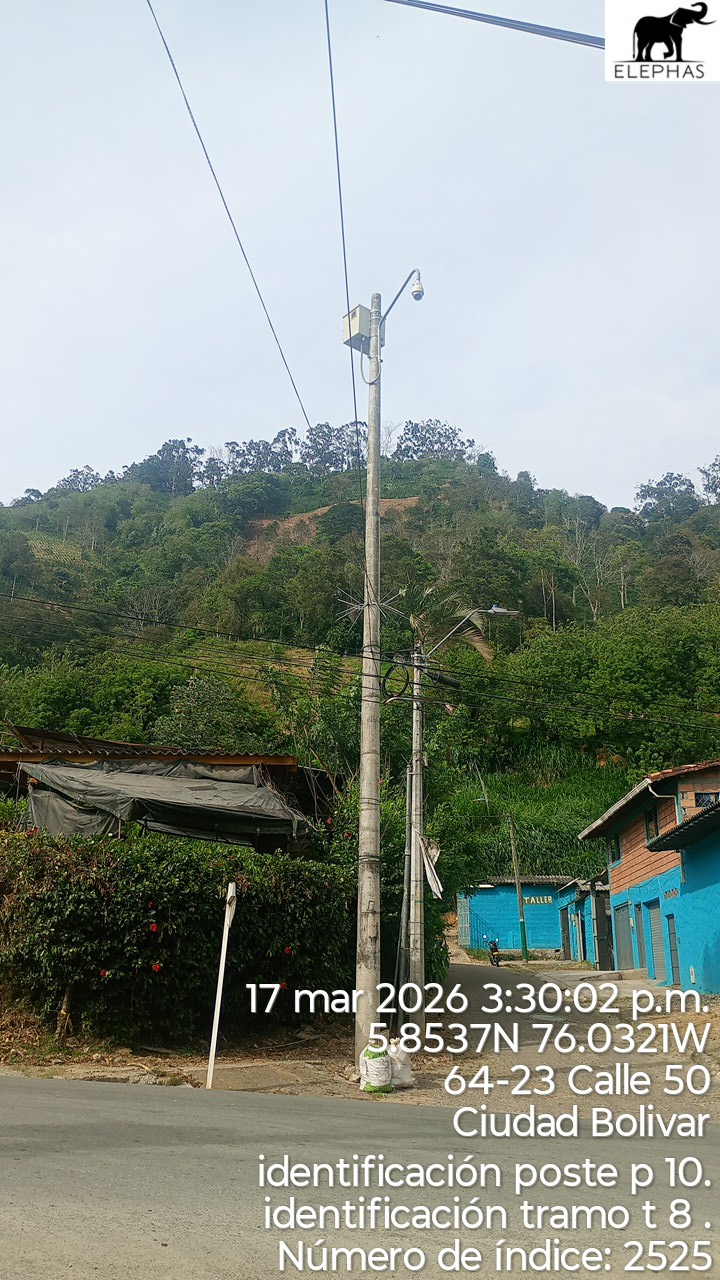 ELEPHAS
TALLER
17 mar 2026 3:30:02 p.m.
5.8537N 76.0321W
64-23 Calle 50
Ciudad Bolivar
identificación poste p 10.
identificación tramo t 8 .
Número de índice: 2525